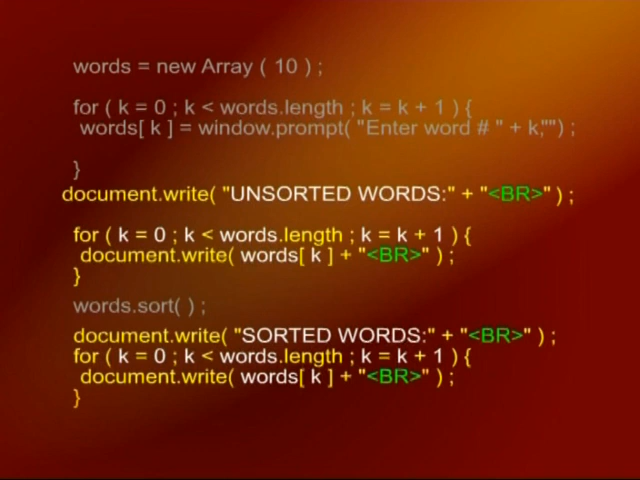 words = new Array ( 10 ) ;
for ( k = 0 ; k < words.length ; k = k + 1 ) {
words[ k ] = window.prompt( "Enter word # " + k,"") ;
}
document.write( "UNSORTED WORDS:" + "<BR>" ) ;
for ( k = 0 ; k < words.length ; k = k + 1 ) {
document.write( words[ k ] + "<BR>" ) ;
}
words.sort( ) ;
document.write( "SORTED WORDS:" + "<BR>" ) ;
for ( k = 0 ; k < words.length ; k = k + 1 ) {
document.write( words[ k ] + "<BR>" ) ;
}